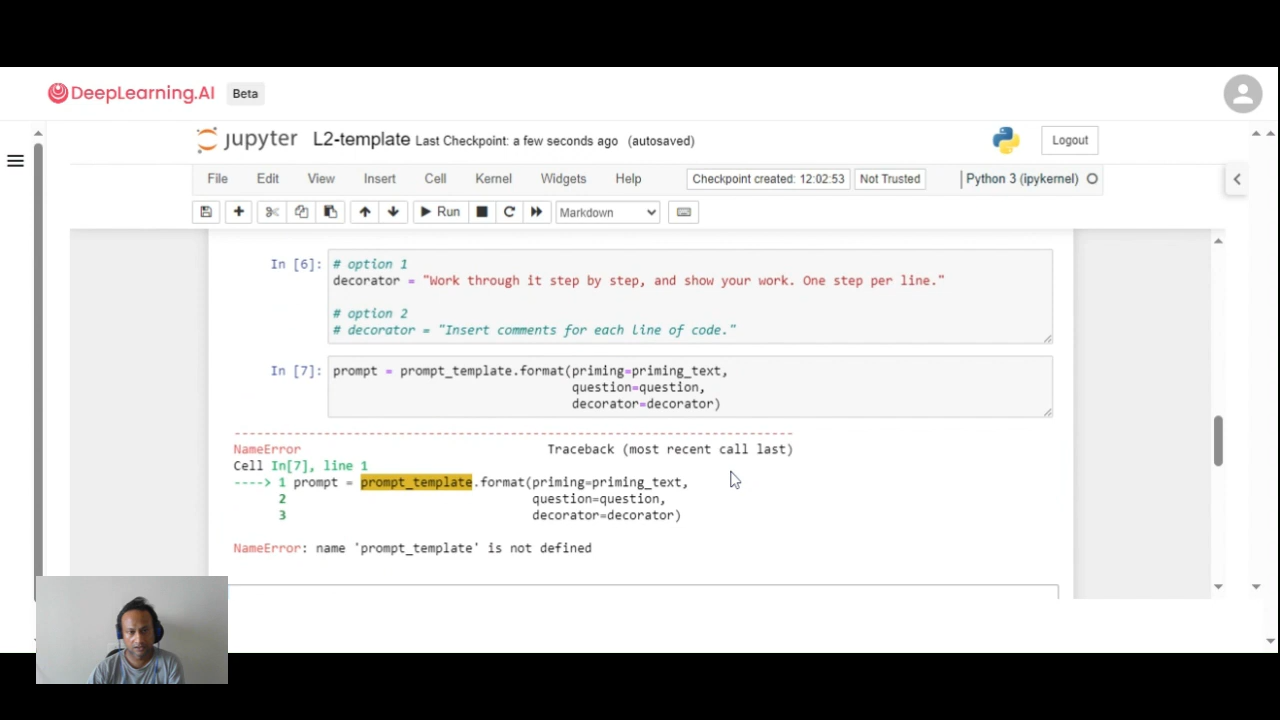 DeepLearning.AI Beta
jupyter L2-template Last Checkpoint: a few seconds ago (autosaved) Logout
File Edit View Insert Cell Kernel Widgets Help Checkpoint created: 12:02:53 Not Trusted Python 3 (ipykernel)
Run Markdown
In [6]: # option 1
decorator = "Work through it step by step, and show your work. One step per line."
# option 2
# decorator = "Insert comments for each line of code."
In [7]: prompt = prompt_template.format(priming=priming_text,
question=question,
decorator=decorator)
---------------------------------------------------------------------------
NameError Traceback (most recent call last)
Cell In[7], line 1
----> 1 prompt = prompt_template.format(priming=priming_text,
2 question=question,
3 decorator=decorator)
NameError: name 'prompt_template' is not defined